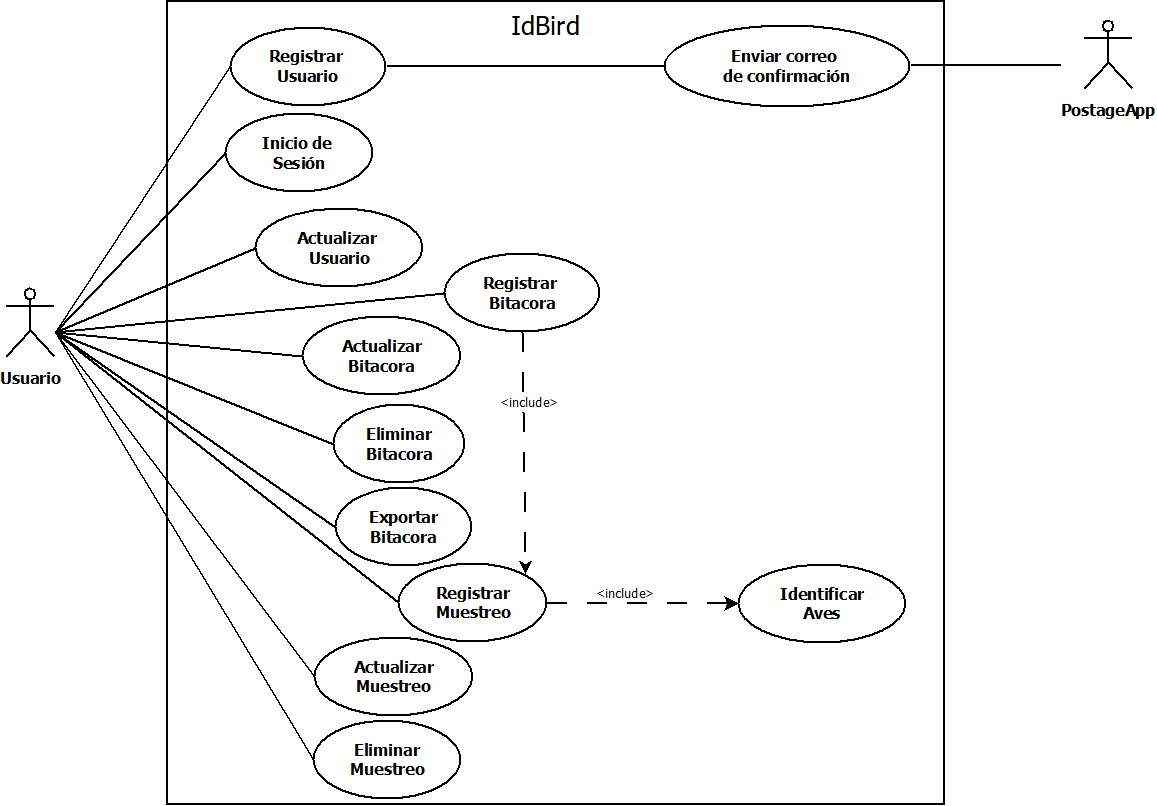 IdBird
Registrar
Usuario
Enviar correo
de confirmación
PostageApp
Inicio de
Sesión
Actualizar
Usuario
Registrar
Bitacora
Usuario
Actualizar
Bitacora
<include>
Eliminar
Bitacora
Exportar
Bitacora
Registrar
Muestreo
<include>
Identificar
Aves
Actualizar
Muestreo
Eliminar
Muestreo